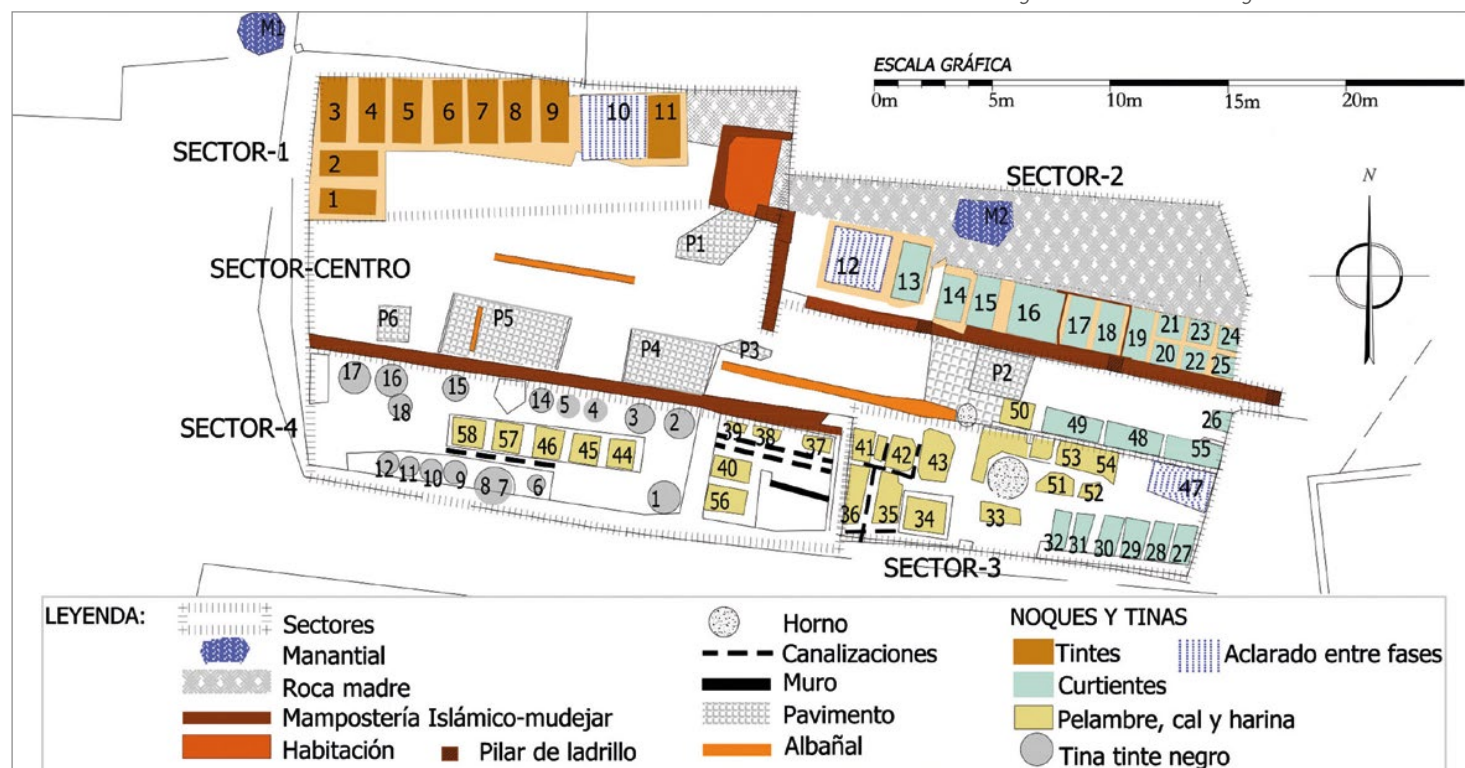 M1
ESCALA GRÁFICA
0m 5m 10m 15m 20m
3 4 5 6 7 8 9 10 11
SECTOR-1
2
1
SECTOR-2
N
M2
P1
12 13 14 15 16 17 18 19 21 23 24
20 22 25
SECTOR-CENTRO
P6 P5 P4 P3 P2
17 16 15 14 5 4 3 2
18
SECTOR-4
58 57 46 45 44
12 11 10 9 8 7 6 1
39 38 37
40
56
41 42 43
36 35 34 33
50 49 48 55 26
53 54
51 52 47
32 31 30 29 28 27
SECTOR-3
LEYENDA:
Sectores
Manantial
Roca madre
Mampostería Islámico-mudejar
Habitación
Pilar de ladrillo
Horno
Canalizaciones
Muro
Pavimento
Albañal
NOQUES Y TINAS
Tintes
Aclarado entre fases
Curtientes
Pelambre, cal y harina
Tina tinte negro